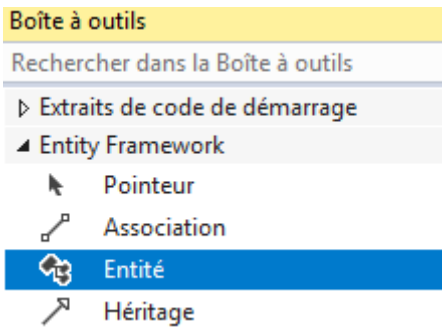 Boîte à outils
Rechercher dans la Boîte à outils
Extraits de code de démarrage
Entity Framework
Pointeur
Association
Entité
Héritage